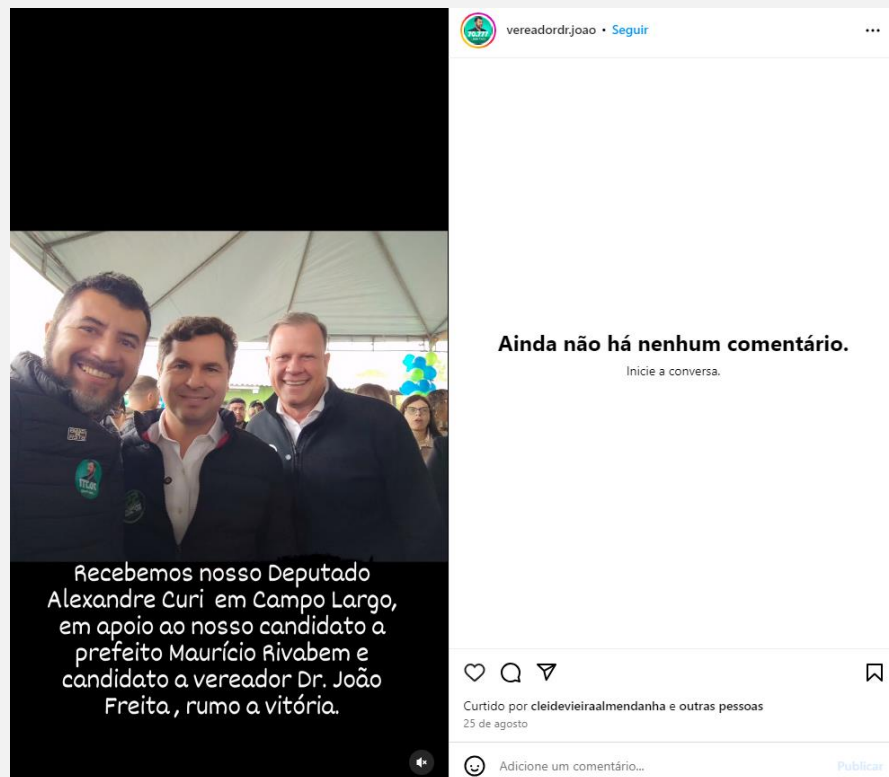 vereadordr.joao • Seguir
Ainda não há nenhum comentário.
Inicie a conversa.
Recebemos nosso Deputado
Alexandre Curi em Campo Largo,
em apoio ao nosso candidato a
prefeito Maurício Rivabem e
candidato a vereador Dr. João
Freita , rumo a vitória.
Curtido por cleidevieiraalmendanha e outras pessoas
25 de agosto
Adicione um comentário...
Publicar